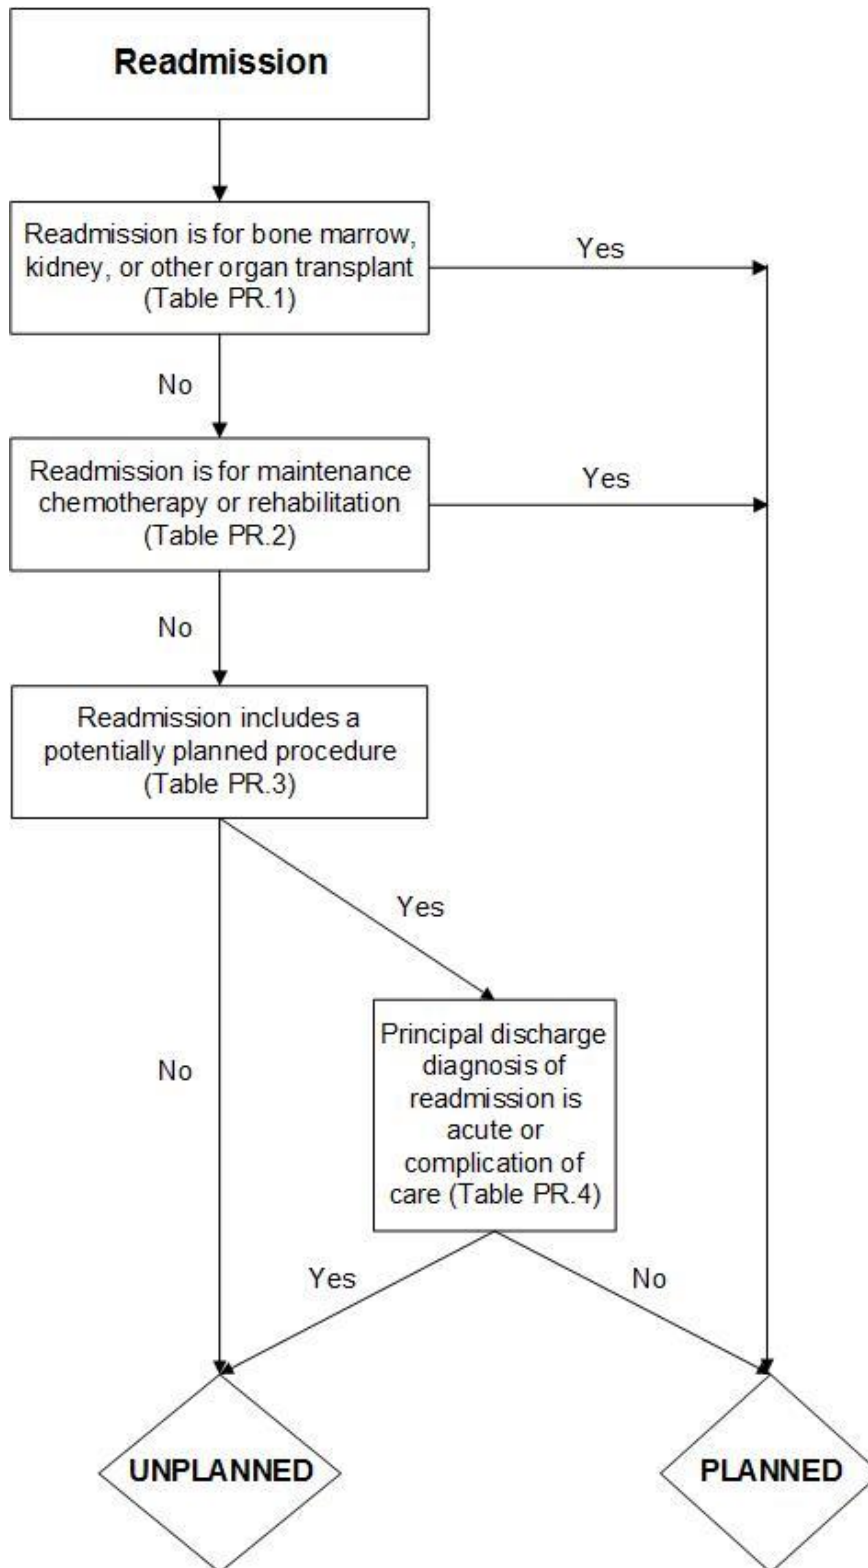 Readmission
Readmission is for bone marrow,
kidney, or other organ transplant
(Table PR.1)
Yes
No
Readmission is for maintenance
chemotherapy or rehabilitation
(Table PR.2)
Yes
No
Readmission includes a
potentially planned procedure
(Table PR.3)
Yes
No
Principal discharge
diagnosis of
readmission is
acute or
complication of
care (Table PR.4)
Yes
No
UNPLANNED
PLANNED